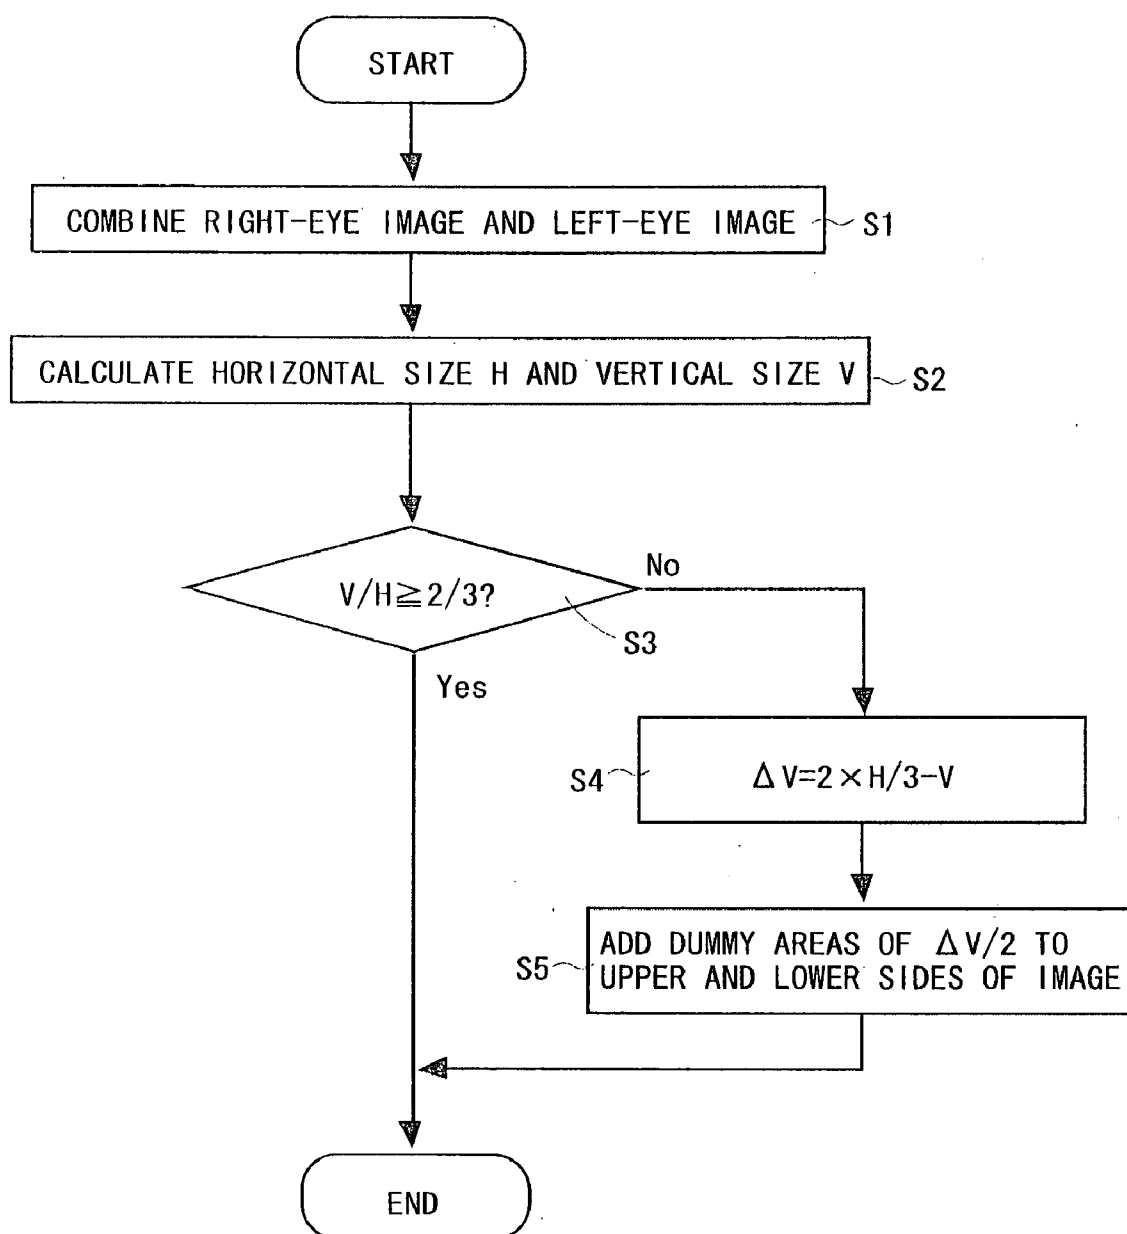 START
COMBINE RIGHT-EYE IMAGE AND LEFT-EYE IMAGE
S1
CALCULATE HORIZONTAL SIZE H AND VERTICAL SIZE V
S2
V/H≧2/3?
No
S3
Yes
S4
ΔV=2×H/3-V
S5
ADD DUMMY AREAS OF ΔV/2 TO
UPPER AND LOWER SIDES OF IMAGE
END